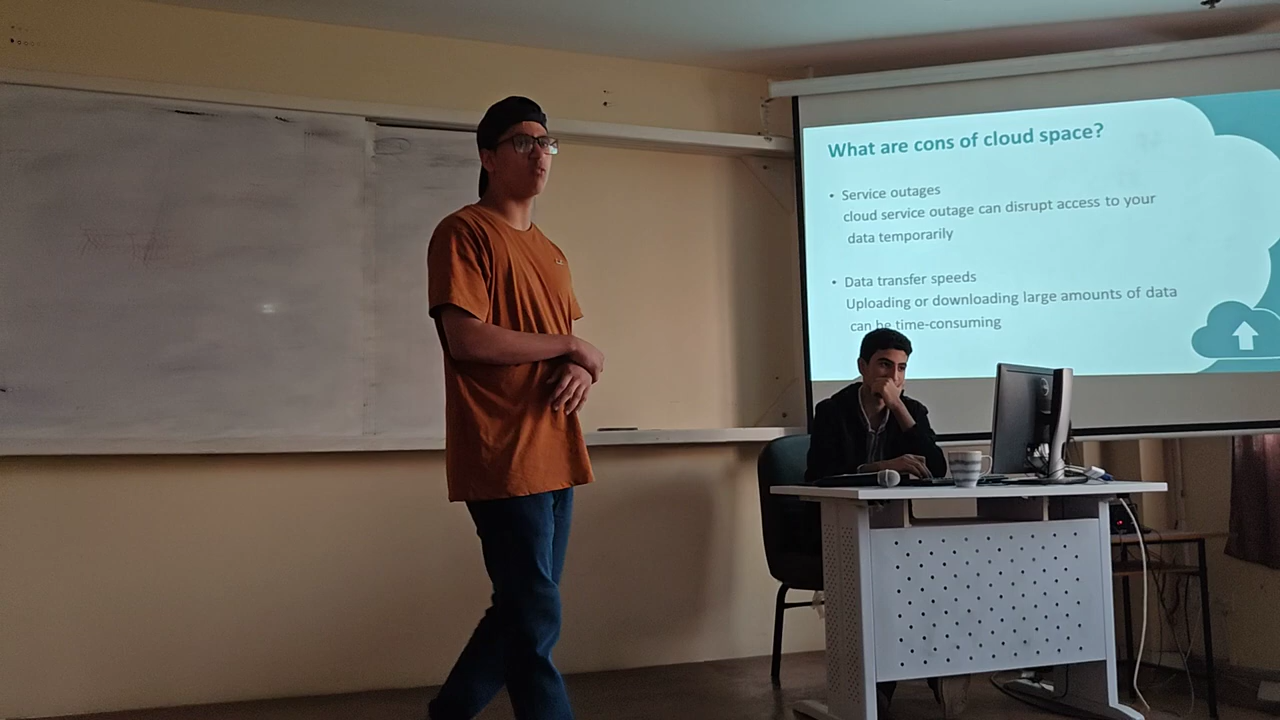 What are cons of cloud space?
• Service outages
cloud service outage can disrupt access to your
data temporarily
• Data transfer speeds
Uploading or downloading large amounts of data
can be time-consuming